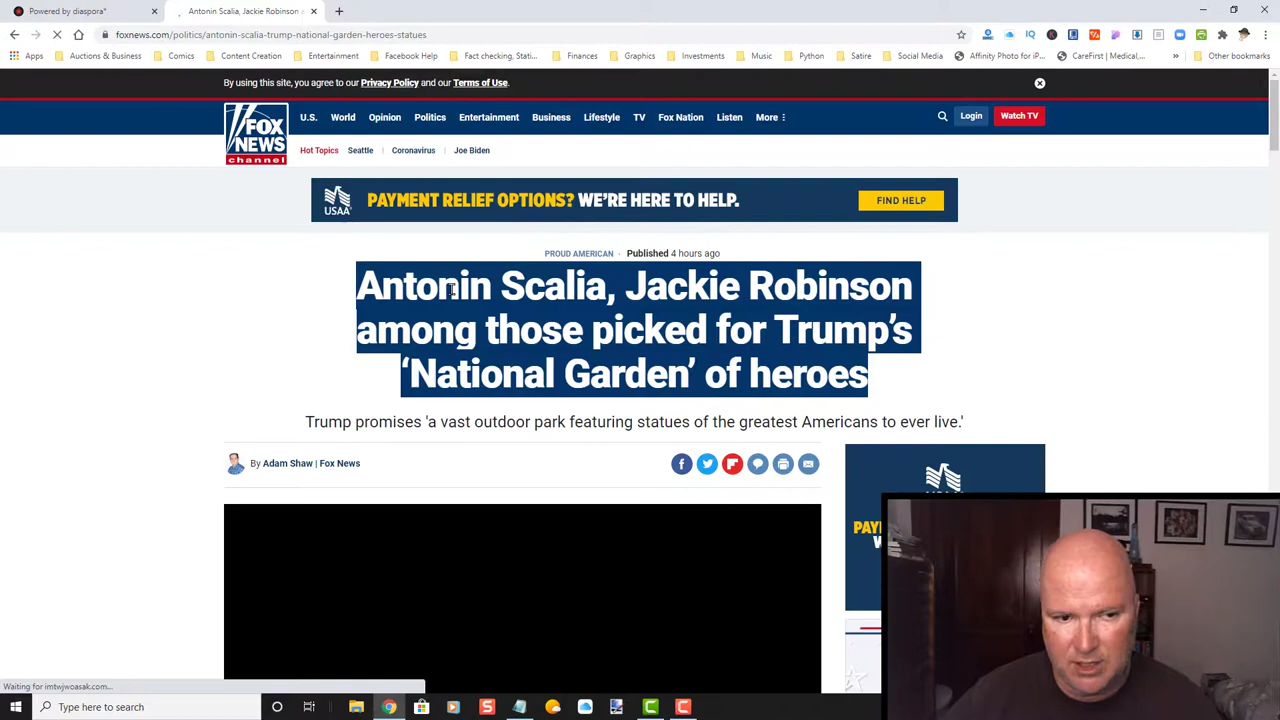 Powered by diaspora*
Antonin Scalia, Jackie Robinson a
foxnews.com/politics/antonin-scalia-trump-national-garden-heroes-statues
Apps
Auctions & Business
Comics
Content Creation
Entertainment
Facebook Help
Fact checking, Stati...
Finances
Graphics
Investments
Music
Python
Satire
Social Media
Affinity Photo for iP...
CareFirst | Medical,...
»
Other bookmarks
By using this site, you agree to our Privacy Policy and our Terms of Use.
FOX
NEWS
channel
U.S. World Opinion Politics Entertainment Business Lifestyle TV Fox Nation Listen More
Login
Watch TV
Hot Topics Seattle Coronavirus Joe Biden
USAA
PAYMENT RELIEF OPTIONS? WE'RE HERE TO HELP.
FIND HELP
PROUD AMERICAN · Published 4 hours ago
Antonin Scalia, Jackie Robinson
among those picked for Trump’s
‘National Garden’ of heroes
Trump promises 'a vast outdoor park featuring statues of the greatest Americans to ever live.'
By Adam Shaw | Fox News
Waiting for imtwjwoasak.com...
Type here to search